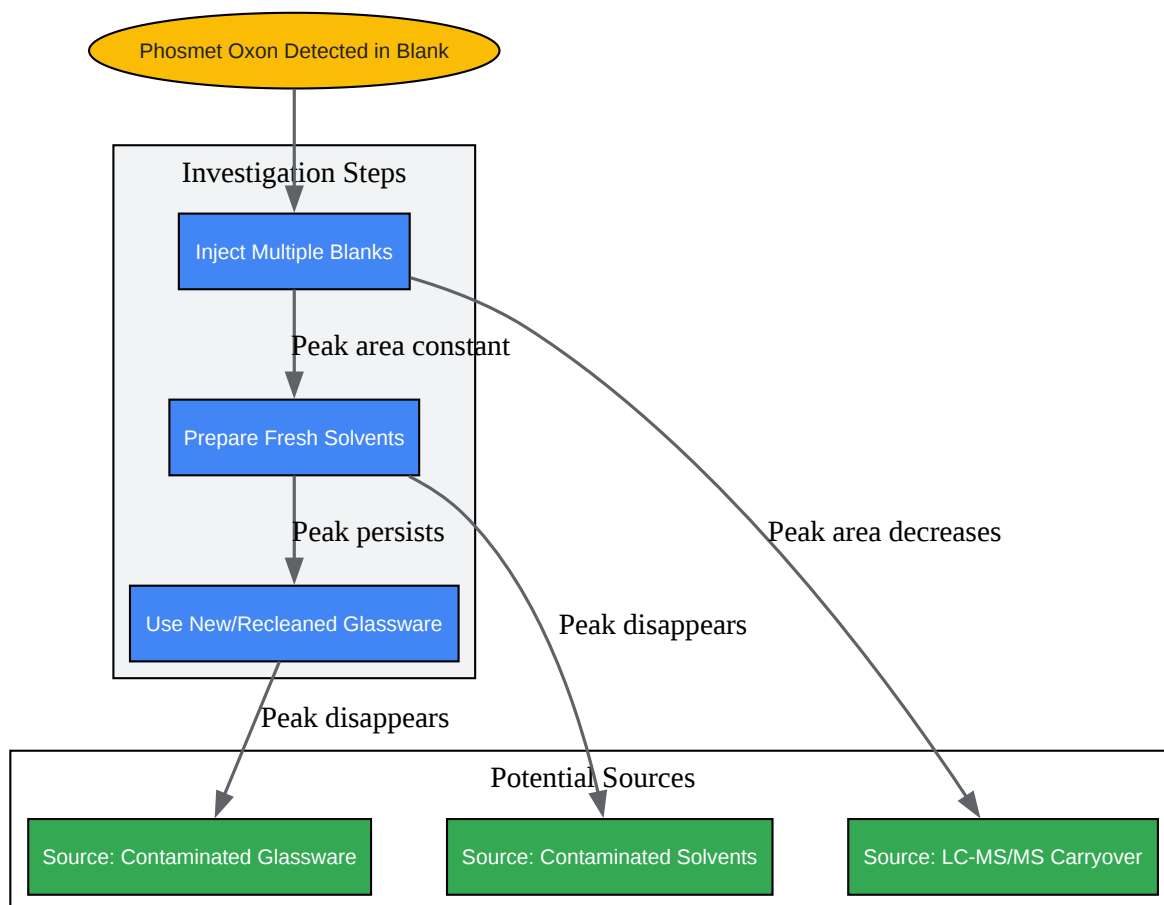 Phosmet Oxon Detected in Blank
Investigation Steps
Inject Multiple Blanks
Peak area constant
Prepare Fresh Solvents
Peak persists
Peak area decreases
Use New/Recleaned Glassware
Peak disappears
Peak disappears
Potential Sources
Source: Contaminated Glassware
Source: Contaminated Solvents
Source: LC-MS/MS Carryover